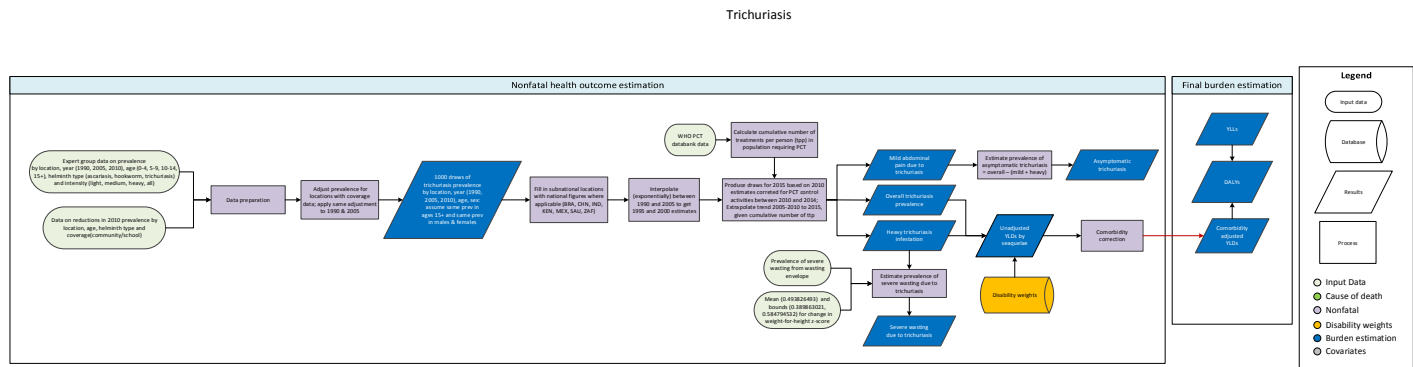 Trichuriasis
Nonfatal health outcome estimation
Final burden estimation
Legend
Expert group data on prevalence
by location, year (1990, 2005, 2010), age (0-4, 5-9, 10-14,
15+), helminth type (ascariasis, hookworm, trichuriasis)
and intensity (light, medium, heavy, all)
Data on reductions in 2010 prevalence by
location, age, helminth type and
coverage(community/school)
Data preparation
Adjust prevalence for
locations with coverage
data; apply same adjustment
to 1990 & 2005
1000 draws of
trichuriasis prevalence
by location, year (1990,
2005, 2010), age, sex:
assume same prev in
ages 15+ and same prev
in males & females
Fill in subnational locations
with national figures where
applicable (BRA, CHN, IND,
KEN, MEX, SAU, ZAF)
Interpolate
(exponentially) between
1990 and 2005 to get
1995 and 2000 estimates
WHO PCT
databank data
Calculate cumulative number of
treatments per person (tpp) in
population requiring PCT
Produce draws for 2015 based on 2010
estimates correted for PCT control
activities between 2010 and 2014;
Extrapolate trend 2005-2010 to 2015,
given cumulative number of ttp
Mild abdominal
pain due to
trichuriasis
Estimate prevalence of
asymptomatic trichuriasis
= overall – (mild + heavy)
Asymptomatic
trichuriasis
Overall trichuriasis
prevalence
Heavy trichuriasis
infestation
Unadjusted
YLDs by
sequelae
Comorbidity
correction
Prevalence of severe
wasting from wasting
envelope
Mean (0.493826493) and
bounds (0.389863021,
0.584794532) for change in
weight-for-height z-score
Estimate prevalence of
severe wasting due to
trichuriasis
Severe wasting
due to trichuriasis
Disability weights
YLLs
DALYs
Comorbidity
adjusted
YLDs
Input data
Database
Results
Process
Input Data
Cause of death
Nonfatal
Disability weights
Burden estimation
Covariates